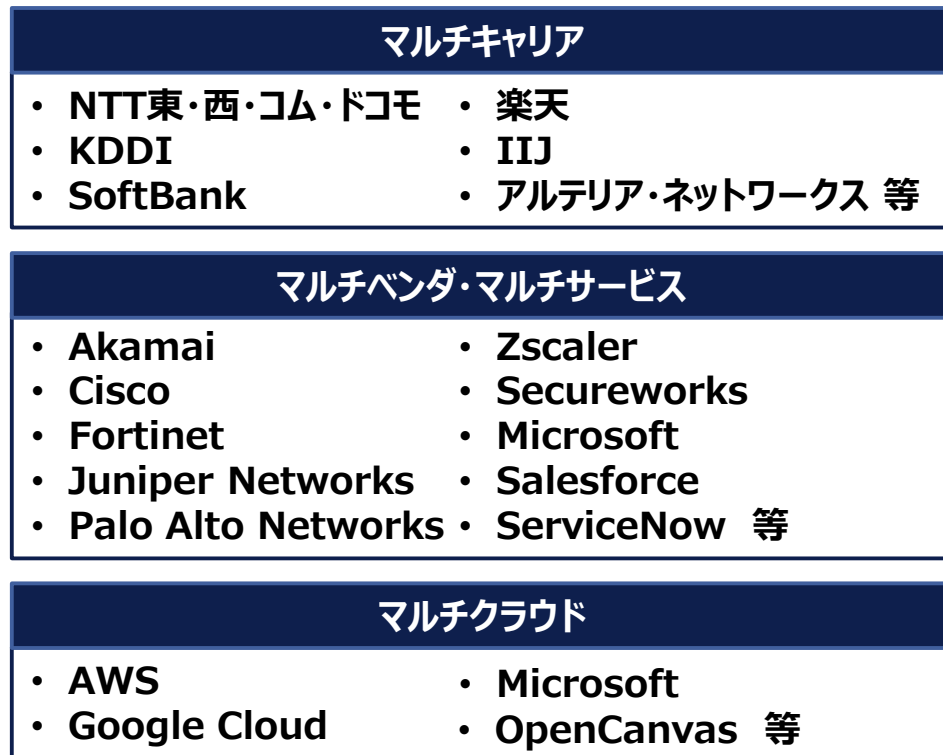 マルチキャリア
• NTT東・西・コム・ドコモ
• KDDI
• SoftBank
• 楽天
• IIJ
• アルテリア・ネットワークス 等
マルチベンダ・マルチサービス
• Akamai
• Cisco
• Fortinet
• Juniper Networks
• Palo Alto Networks
• Zscaler
• Secureworks
• Microsoft
• Salesforce
• ServiceNow 等
マルチクラウド
• AWS
• Google Cloud
• Microsoft
• OpenCanvas 等